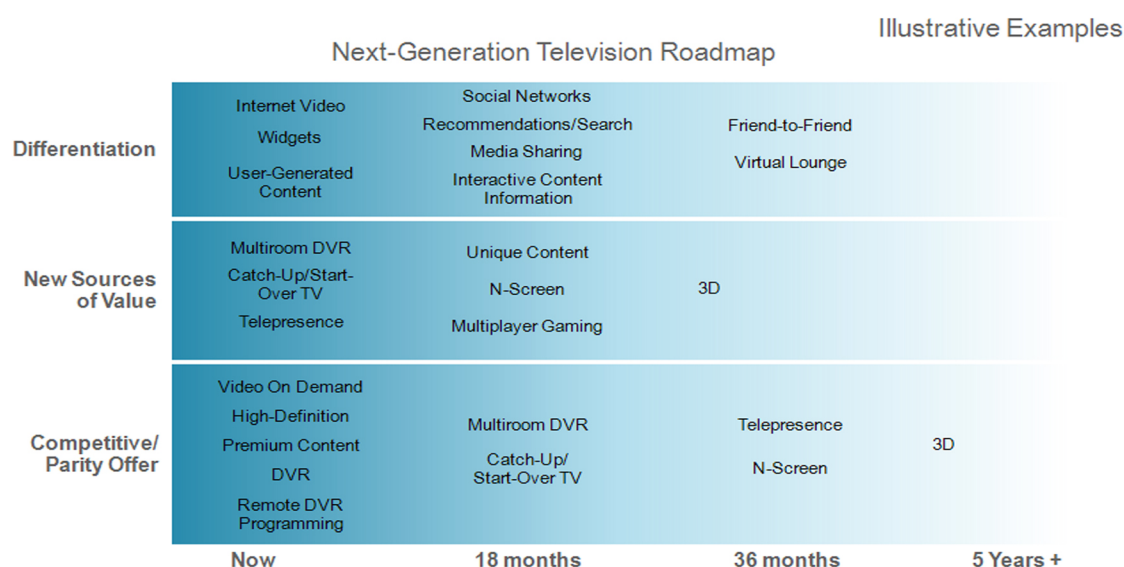 Illustrative Examples
Next-Generation Television Roadmap
Differentiation
Internet Video
Widgets
User-Generated
Content
Social Networks
Recommendations/Search
Media Sharing
Interactive Content
Information
Friend-to-Friend
Virtual Lounge
New Sources
of Value
Multiroom DVR
Catch-Up/Start-
Over TV
Telepresence
Unique Content
N-Screen
Multiplayer Gaming
3D
Competitive/
Parity Offer
Video On Demand
High-Definition
Premium Content
DVR
Remote DVR
Programming
Multiroom DVR
Catch-Up/
Start-Over TV
Telepresence
N-Screen
3D
Now
18 months
36 months
5 Years +